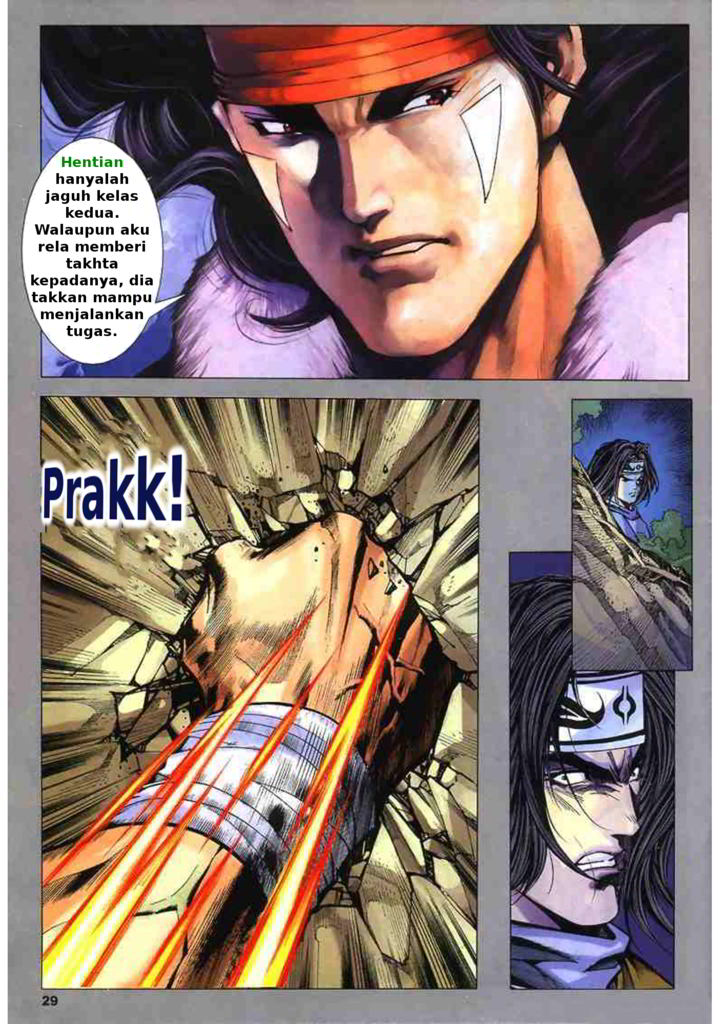 Hentian
hanyalah
jaguh kelas
kedua.
Walaupun aku
rela memberi
takhta
kepadanya, dia
takkan mampu
menjalankan
tugas.
Prakk!
29